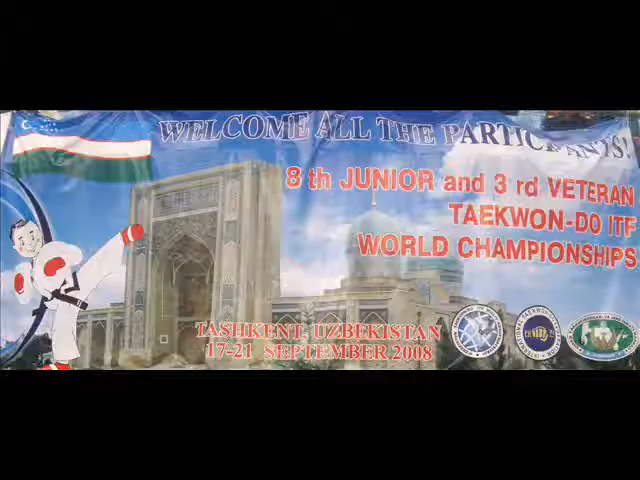 WELCOME ALL THE PARTICIPANTS!
8 th JUNIOR and 3 rd VETERAN
TAEKWON-DO ITF
WORLD CHAMPIONSHIPS
TASHKENT, UZBEKISTAN
17-21 SEPTEMBER 2008